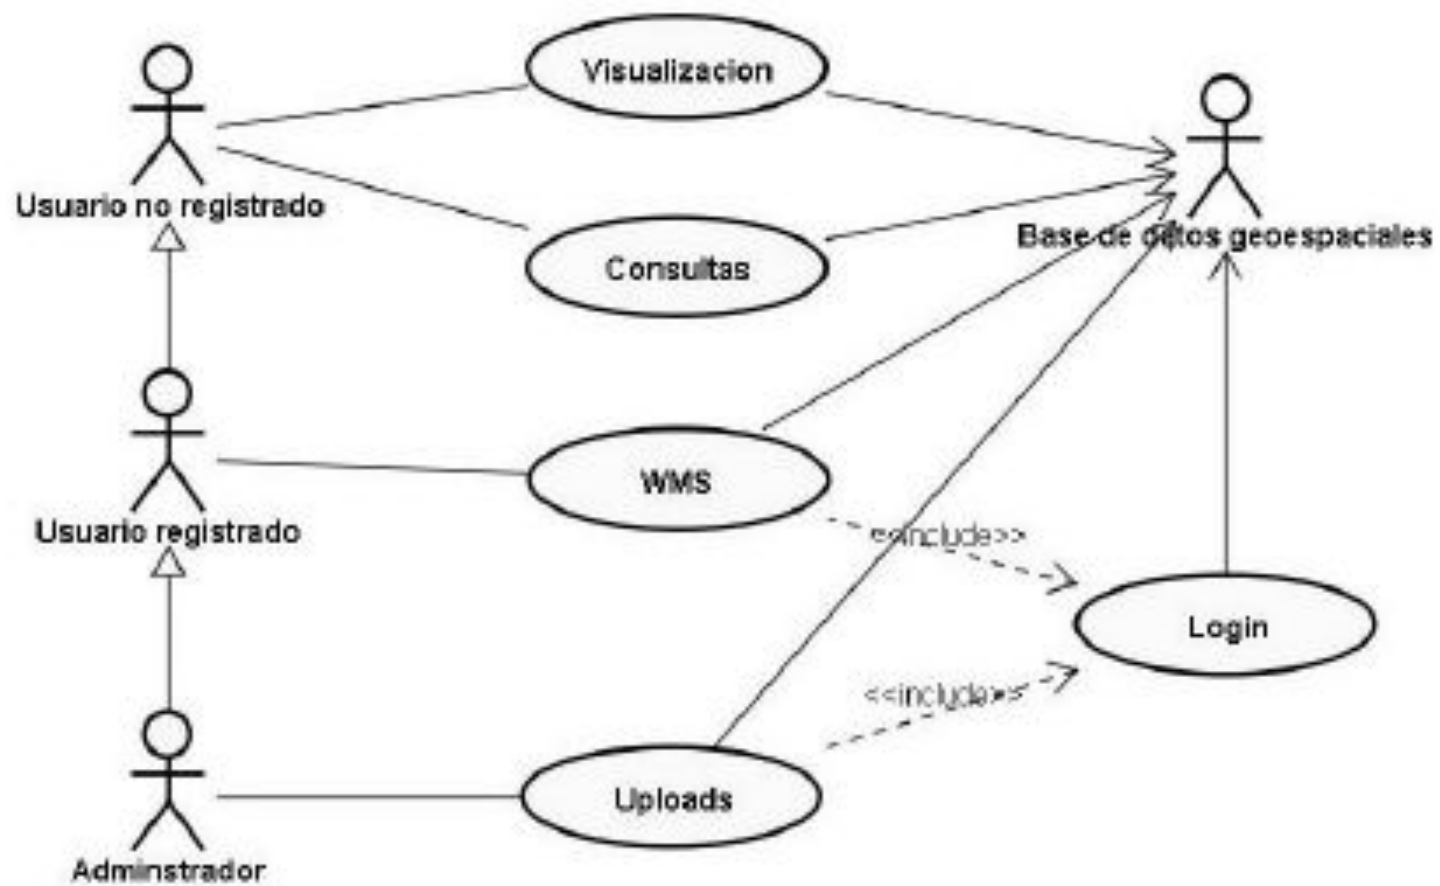 Visualizacion
Usuario no registrado
Base de datos geoespaciales
Consultas
WMS
Usuario registrado
<<include>>
Login
<<include>>
Uploads
Adminstrador